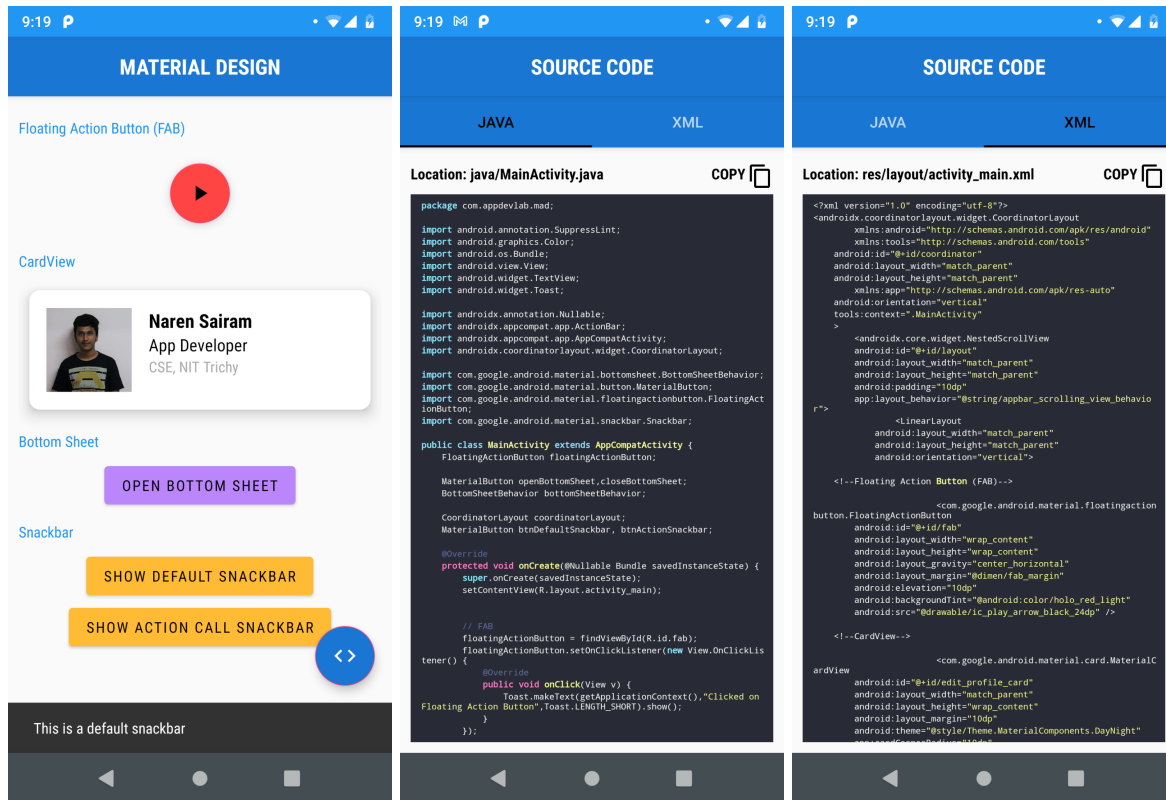 9:19
MATERIAL DESIGN
Floating Action Button (FAB)
CardView
Naren Sairam
App Developer
CSE, NIT Trichy
Bottom Sheet
OPEN BOTTOM SHEET
Snackbar
SHOW DEFAULT SNACKBAR
SHOW ACTION CALL SNACKBAR
<>
This is a default snackbar
9:19
SOURCE CODE
JAVA XML
Location: java/MainActivity.java COPY
package com.appdevlab.mad;
import android.annotation.SuppressLint;
import android.graphics.Color;
import android.os.Bundle;
import android.view.View;
import android.widget.TextView;
import android.widget.Toast;
import androidx.annotation.Nullable;
import androidx.appcompat.app.ActionBar;
import androidx.appcompat.app.AppCompatActivity;
import androidx.coordinatorlayout.widget.CoordinatorLayout;
import com.google.android.material.bottomsheet.BottomSheetBehavior;
import com.google.android.material.button.MaterialButton;
import com.google.android.material.floatingactionbutton.FloatingAct
ionButton;
import com.google.android.material.snackbar.Snackbar;
public class MainActivity extends AppCompatActivity {
FloatingActionButton floatingActionButton;
MaterialButton openBottomSheet,closeBottomSheet;
BottomSheetBehavior bottomSheetBehavior;
CoordinatorLayout coordinatorLayout;
MaterialButton btnDefaultSnackbar, btnActionSnackbar;
@Override
protected void onCreate(@Nullable Bundle savedInstanceState) {
super.onCreate(savedInstanceState);
setContentView(R.layout.activity_main);
// FAB
floatingActionButton = findViewById(R.id.fab);
floatingActionButton.setOnClickListener(new View.OnClickLis
tener() {
@Override
public void onClick(View v) {
Toast.makeText(getApplicationContext(),"Clicked on
Floating Action Button",Toast.LENGTH_SHORT).show();
}
});
9:19
SOURCE CODE
JAVA XML
Location: res/layout/activity_main.xml COPY
<?xml version="1.0" encoding="utf-8"?>
<androidx.coordinatorlayout.widget.CoordinatorLayout
xmlns:android="http://schemas.android.com/apk/res/android"
xmlns:tools="http://schemas.android.com/tools"
android:id="@+id/coordinator"
android:layout_width="match_parent"
android:layout_height="match_parent"
xmlns:app="http://schemas.android.com/apk/res-auto"
android:orientation="vertical"
tools:context=".MainActivity"
>
<androidx.core.widget.NestedScrollView
android:id="@+id/layout"
android:layout_width="match_parent"
android:layout_height="match_parent"
android:padding="10dp"
app:layout_behavior="@string/appbar_scrolling_view_behavio
r">
<LinearLayout
android:layout_width="match_parent"
android:layout_height="match_parent"
android:orientation="vertical">
<!--Floating Action Button (FAB)-->
<com.google.android.material.floatingaction
button.FloatingActionButton
android:id="@+id/fab"
android:layout_width="wrap_content"
android:layout_height="wrap_content"
android:layout_gravity="center_horizontal"
android:layout_margin="@dimen/fab_margin"
android:elevation="10dp"
android:backgroundTint="@android:color/holo_red_light"
android:src="@drawable/ic_play_arrow_black_24dp" />
<!--CardView-->
<com.google.android.material.card.MaterialC
ardView
android:id="@+id/edit_profile_card"
android:layout_width="match_parent"
android:layout_height="wrap_content"
android:layout_margin="10dp"
android:theme="@style/Theme.MaterialComponents.DayNight"